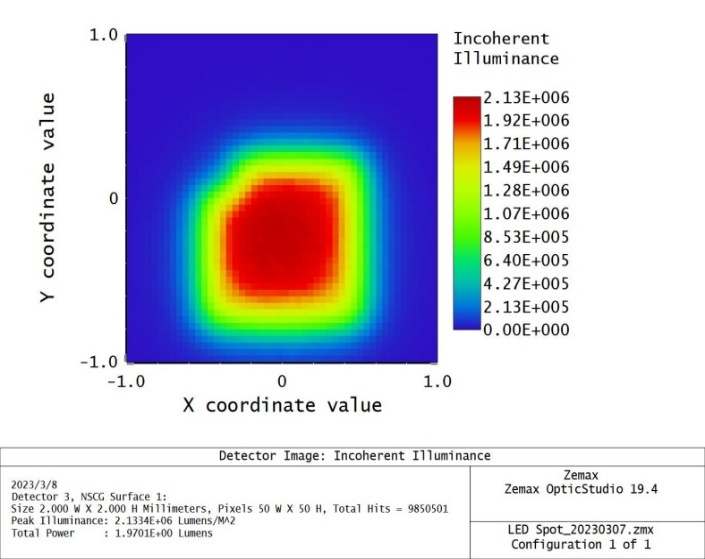 1.0
0
-1.0
Y coordinate value
-1.0
0
1.0
X coordinate value
Incoherent
Illuminance
2.13E+006
1.92E+006
1.71E+006
1.49E+006
1.28E+006
1.07E+006
8.53E+005
6.40E+005
4.27E+005
2.13E+005
0.00E+000
Detector Image: Incoherent Illuminance
2023/3/8
Detector 3, NSCG Surface 1:
Size 2.000 W X 2.000 H Millimeters, Pixels 50 W X 50 H, Total Hits = 9850501
Peak Illuminance: 2.1334E+06 Lumens/M^2
Total Power : 1.9701E+00 Lumens
Zemax
Zemax OpticStudio 19.4
LED Spot_20230307.zmx
Configuration 1 of 1